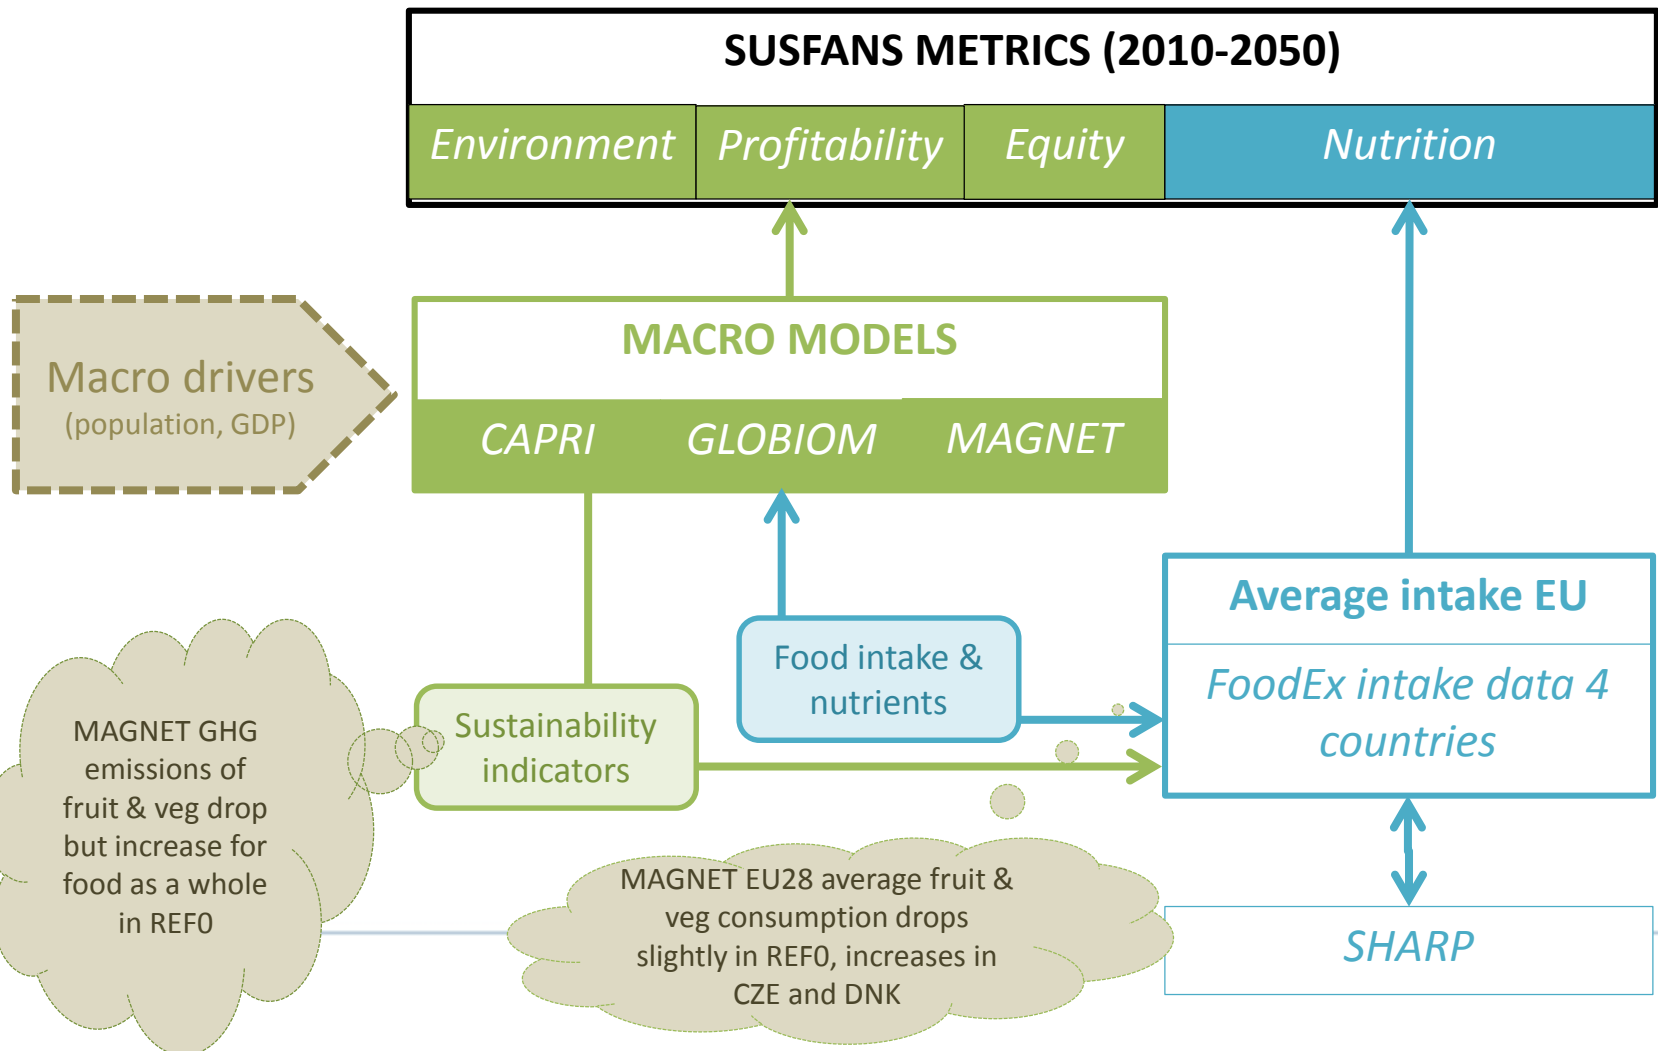 SUSFANS METRICS (2010-2050)
Environment Profitability Equity Nutrition
Macro drivers
(population, GDP)
MACRO MODELS
CAPRI GLOBIOM MAGNET
Average intake EU
FoodEx intake data 4
countries
Food intake &
nutrients
Sustainability
indicators
MAGNET GHG
emissions of
fruit & veg drop
but increase for
food as a whole
in REF0
MAGNET EU28 average fruit &
veg consumption drops
slightly in REF0, increases in
CZE and DNK
SHARP